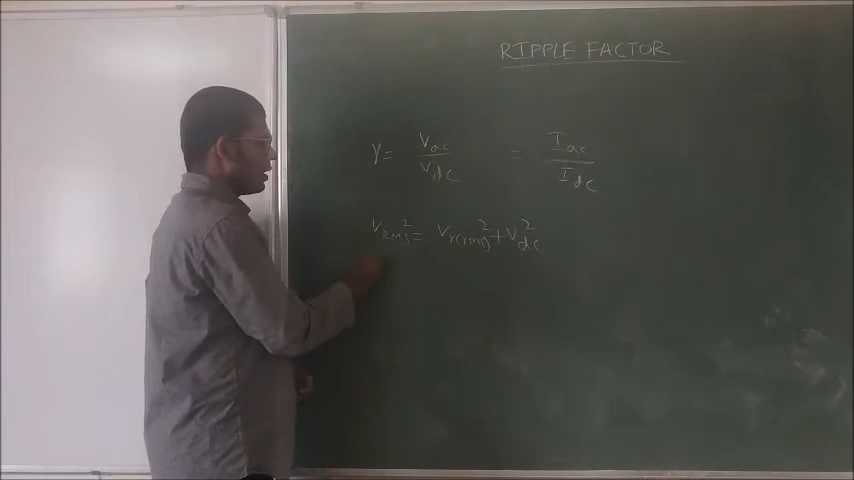 RIPPLE FACTOR
γ = Vac/Vdc = Iac/Idc
Vrms² = Vr(rms)² + Vdc²